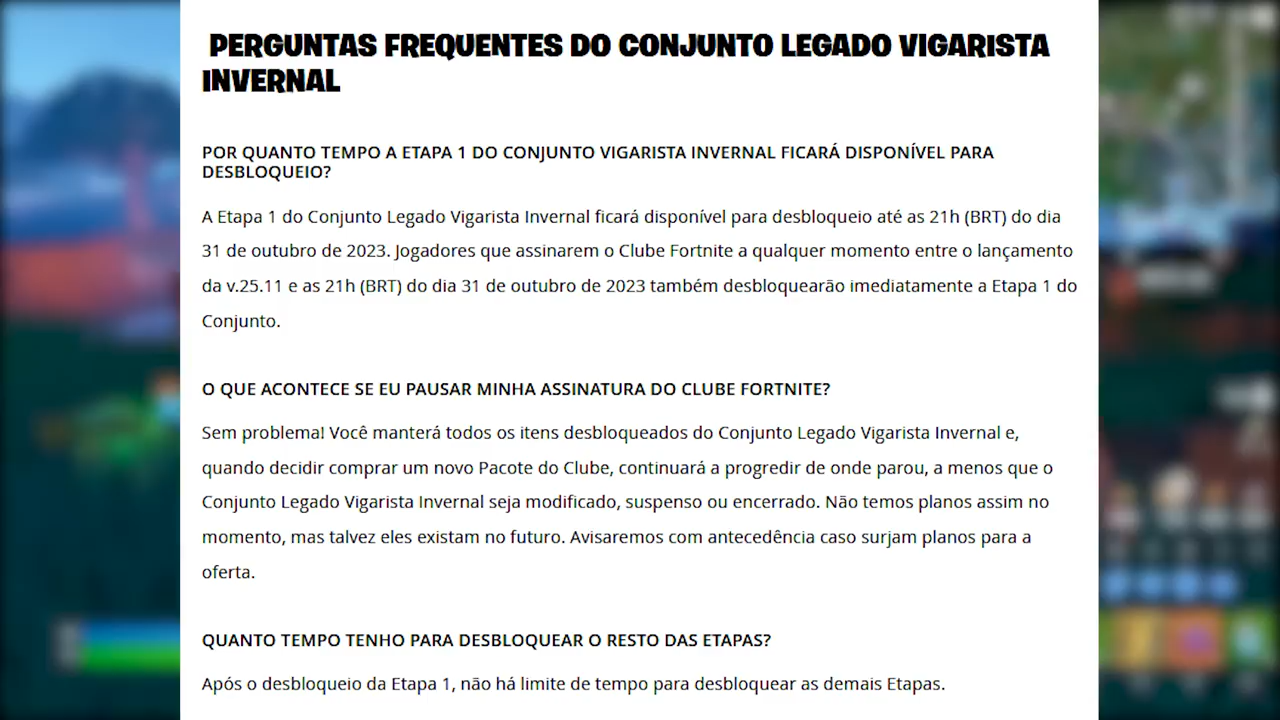 PERGUNTAS FREQUENTES DO CONJUNTO LEGADO VIGARISTA
INVERNAL
POR QUANTO TEMPO A ETAPA 1 DO CONJUNTO VIGARISTA INVERNAL FICARÁ DISPONÍVEL PARA
DESBLOQUEIO?
A Etapa 1 do Conjunto Legado Vigarista Invernal ficará disponível para desbloqueio até as 21h (BRT) do dia
31 de outubro de 2023. Jogadores que assinarem o Clube Fortnite a qualquer momento entre o lançamento
da v.25.11 e as 21h (BRT) do dia 31 de outubro de 2023 também desbloquearão imediatamente a Etapa 1 do
Conjunto.
O QUE ACONTECE SE EU PAUSAR MINHA ASSINATURA DO CLUBE FORTNITE?
Sem problema! Você manterá todos os itens desbloqueados do Conjunto Legado Vigarista Invernal e,
quando decidir comprar um novo Pacote do Clube, continuará a progredir de onde parou, a menos que o
Conjunto Legado Vigarista Invernal seja modificado, suspenso ou encerrado. Não temos planos assim no
momento, mas talvez eles existam no futuro. Avisaremos com antecedência caso surjam planos para a
oferta.
QUANTO TEMPO TENHO PARA DESBLOQUEAR O RESTO DAS ETAPAS?
Após o desbloqueio da Etapa 1, não há limite de tempo para desbloquear as demais Etapas.